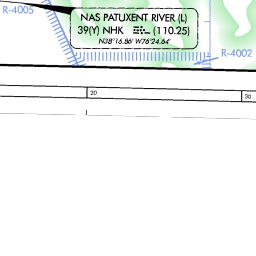 R-4005
NAS PATUXENT RIVER (L)
39(Y) NHK (110.25)
N38°16.86' W76°24.64'
R-4002
20
30